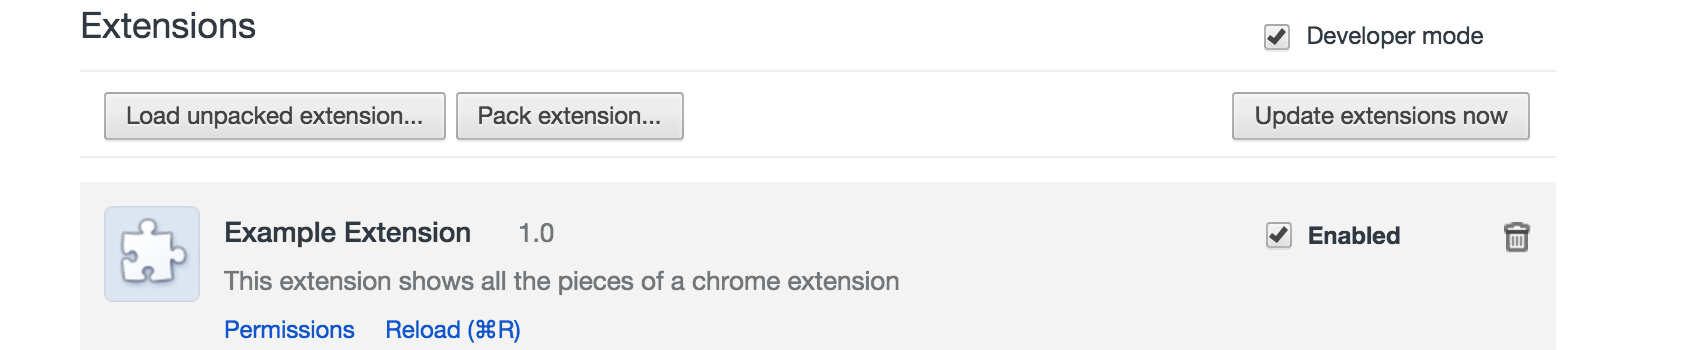 Extensions
Developer mode
Load unpacked extension...
Pack extension...
Update extensions now
Example Extension 1.0
Enabled
This extension shows all the pieces of a chrome extension
Permissions
Reload (⌘R)